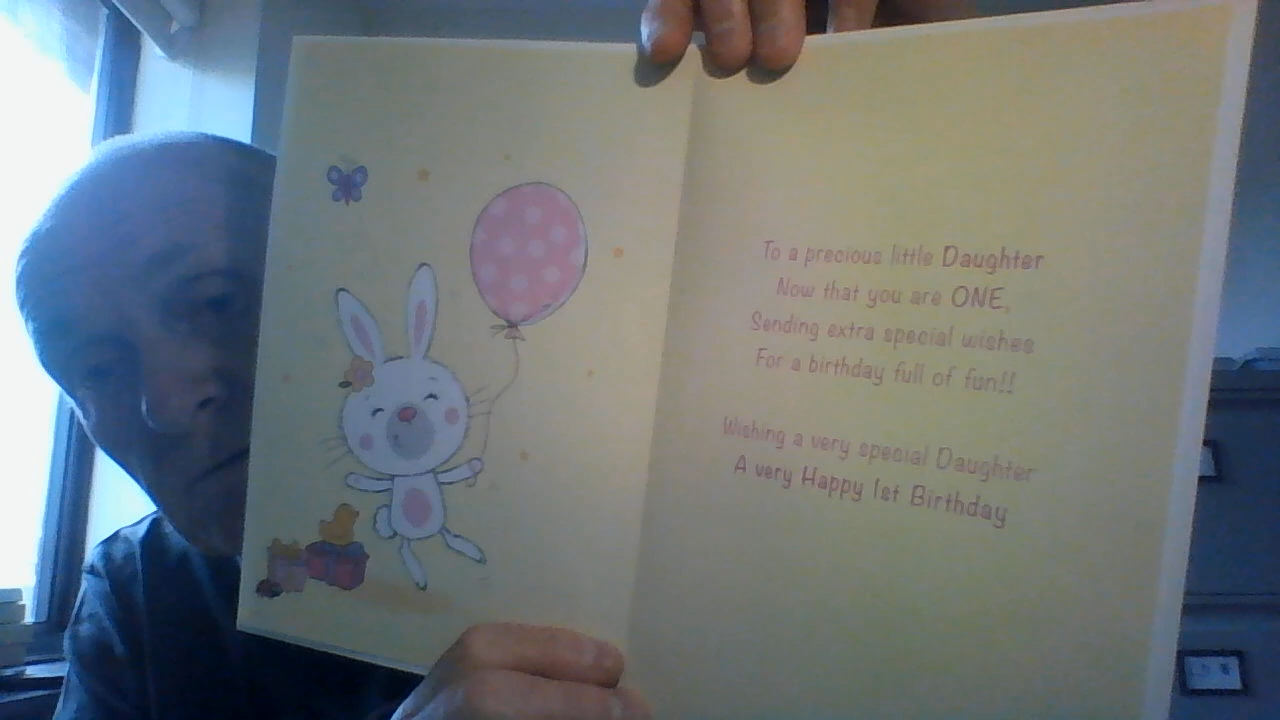 To a precious little Daughter
Now that you are ONE,
Sending extra special wishes
For a birthday full of fun!!
Wishing a very special Daughter
A very Happy 1st Birthday